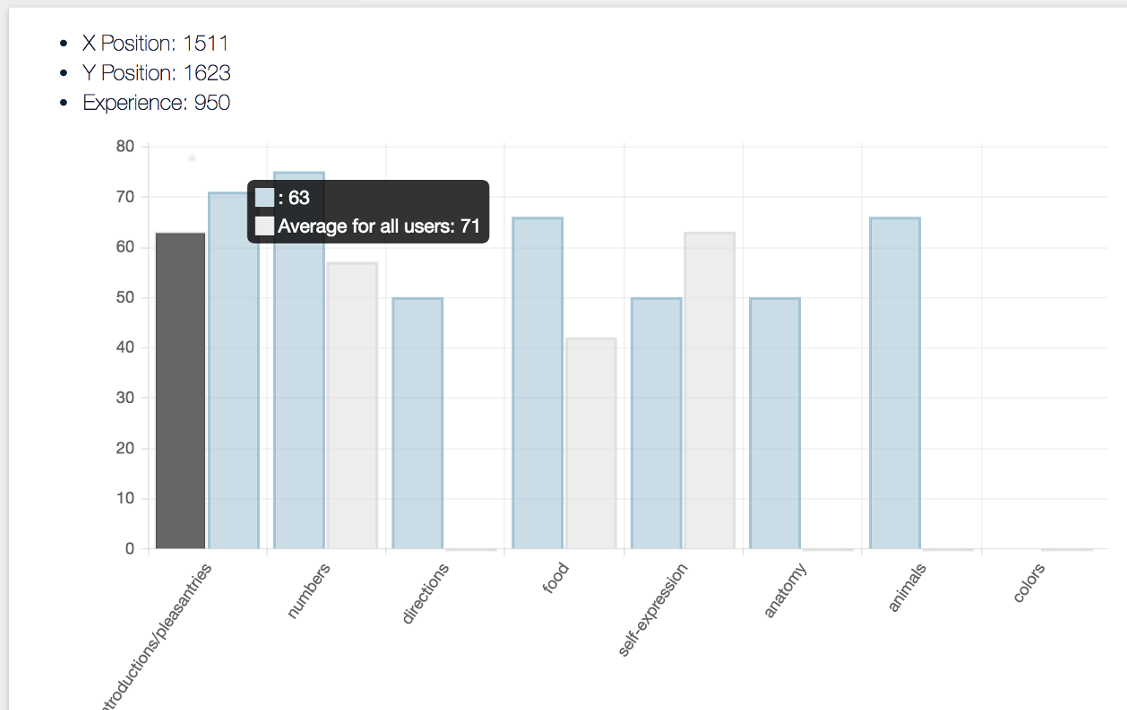 X Position: 1511
Y Position: 1623
Experience: 950
80
70
60
50
40
30
20
10
0
: 63
Average for all users: 71
ntroductions/pleasantries
numbers
directions
food
self-expression
anatomy
animals
colors